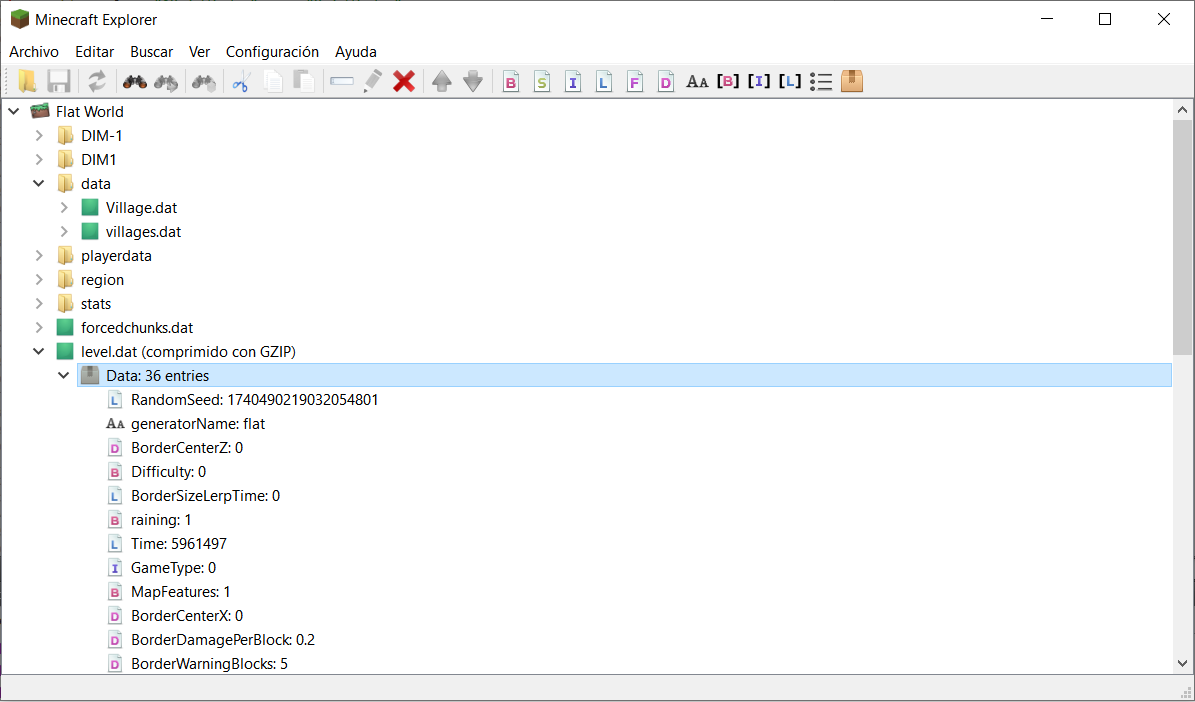 Minecraft Explorer
Archivo Editar Buscar Ver Configuración Ayuda
B S I L F D AA [B] [I] [L]
Flat World
DIM-1
DIM1
data
Village.dat
villages.dat
playerdata
region
stats
forcedchunks.dat
level.dat (comprimido con GZIP)
Data: 36 entries
L RandomSeed: 1740490219032054801
AA generatorName: flat
D BorderCenterZ: 0
B Difficulty: 0
L BorderSizeLerpTime: 0
B raining: 1
L Time: 5961497
I GameType: 0
B MapFeatures: 1
D BorderCenterX: 0
D BorderDamagePerBlock: 0.2
D BorderWarningBlocks: 5